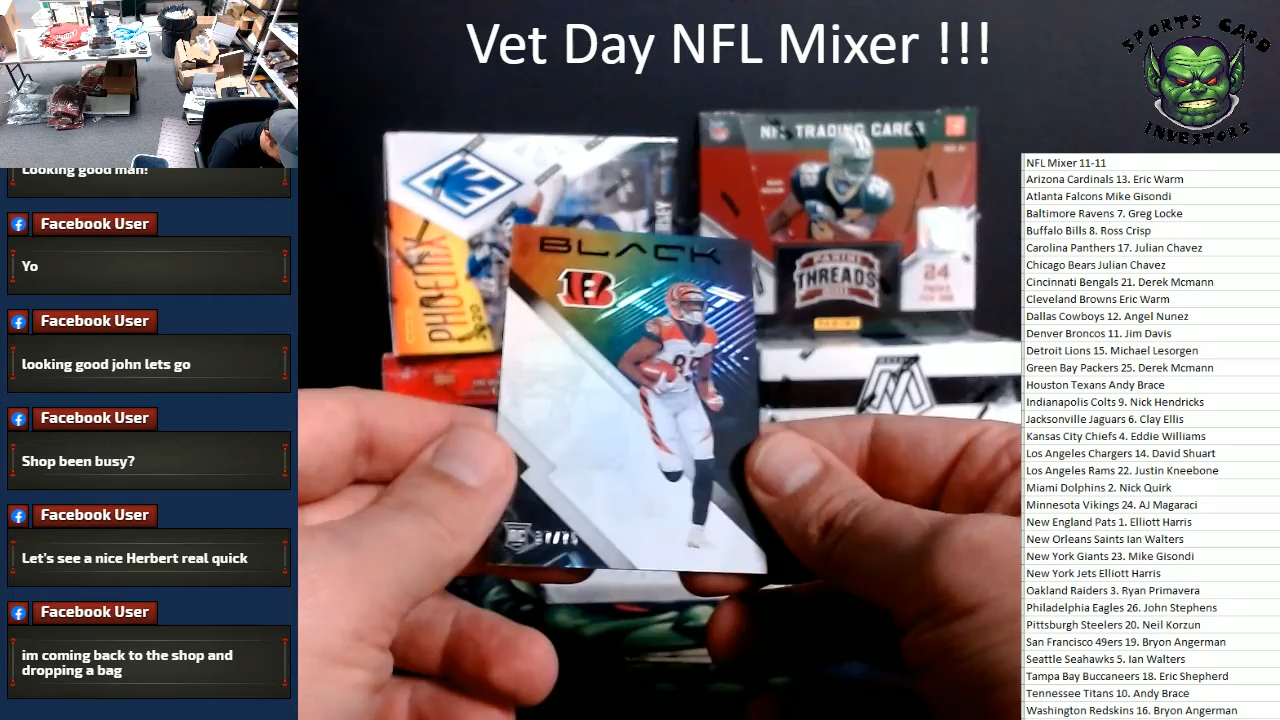 Vet Day NFL Mixer !!!
SPORTS CARD
INVESTORS
Looking good man!
Facebook User
Yo
Facebook User
looking good john lets go
Facebook User
Shop been busy?
Facebook User
Let's see a nice Herbert real quick
Facebook User
im coming back to the shop and
dropping a bag
NFL TRADING CARDS
PHOENIX
PANINI
THREADS
24
PANINI
BLACK
RC
NFL Mixer 11-11
Arizona Cardinals 13. Eric Warm
Atlanta Falcons Mike Gisondi
Baltimore Ravens 7. Greg Locke
Buffalo Bills 8. Ross Crisp
Carolina Panthers 17. Julian Chavez
Chicago Bears Julian Chavez
Cincinnati Bengals 21. Derek Mcmann
Cleveland Browns Eric Warm
Dallas Cowboys 12. Angel Nunez
Denver Broncos 11. Jim Davis
Detroit Lions 15. Michael Lesorgen
Green Bay Packers 25. Derek Mcmann
Houston Texans Andy Brace
Indianapolis Colts 9. Nick Hendricks
Jacksonville Jaguars 6. Clay Ellis
Kansas City Chiefs 4. Eddie Williams
Los Angeles Chargers 14. David Shuart
Los Angeles Rams 22. Justin Kneebone
Miami Dolphins 2. Nick Quirk
Minnesota Vikings 24. AJ Magaraci
New England Pats 1. Elliott Harris
New Orleans Saints Ian Walters
New York Giants 23. Mike Gisondi
New York Jets Elliott Harris
Oakland Raiders 3. Ryan Primavera
Philadelphia Eagles 26. John Stephens
Pittsburgh Steelers 20. Neil Korzun
San Francisco 49ers 19. Bryon Angerman
Seattle Seahawks 5. Ian Walters
Tampa Bay Buccaneers 18. Eric Shepherd
Tennessee Titans 10. Andy Brace
Washington Redskins 16. Bryon Angerman